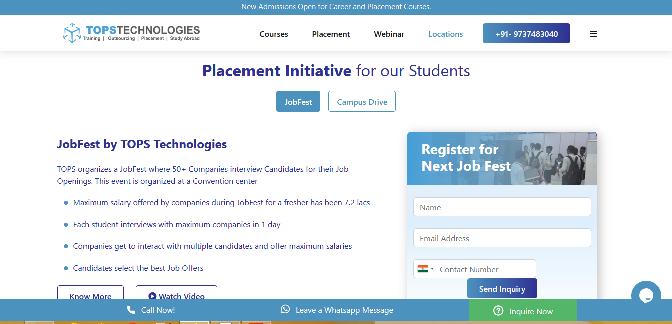 New Admissions Open for Career and Placement Courses.
TOPSTECHNOLOGIES
Training | Outsourcing | Placement | Study Abroad
Courses
Placement
Webinar
Locations
+91- 9737483040
Placement Initiative for our Students
JobFest
Campus Drive
JobFest by TOPS Technologies
TOPS organizes a JobFest where 50+ Companies interview Candidates for their Job
Openings. This event is organized at a Convention center
Maximum salary offered by companies during JobFest for a fresher has been 7.2 lacs
Each student interviews with maximum companies in 1 day
Companies get to interact with multiple candidates and offer maximum salaries
Candidates select the best Job Offers
Know More
Watch Video
Register for
Next Job Fest
Name
Email Address
Contact Number
Send Inquiry
Call Now!
Leave a Whatsapp Message
Inquire Now